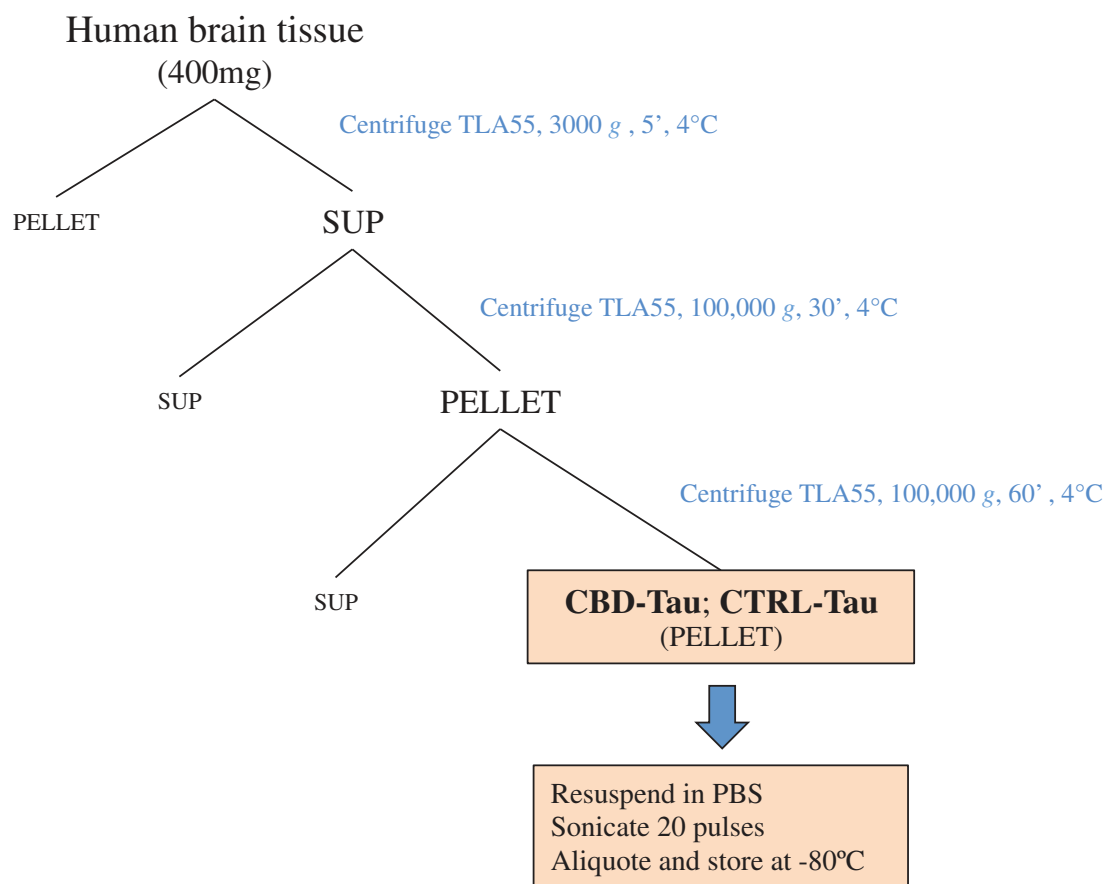 Human brain tissue
(400mg)
Centrifuge TLA55, 3000 g , 5’, 4°C
PELLET
SUP
Centrifuge TLA55, 100,000 g, 30’, 4°C
SUP
PELLET
Centrifuge TLA55, 100,000 g, 60’ , 4°C
SUP
CBD-Tau; CTRL-Tau
(PELLET)
Resuspend in PBS
Sonicate 20 pulses
Aliquote and store at -80ºC